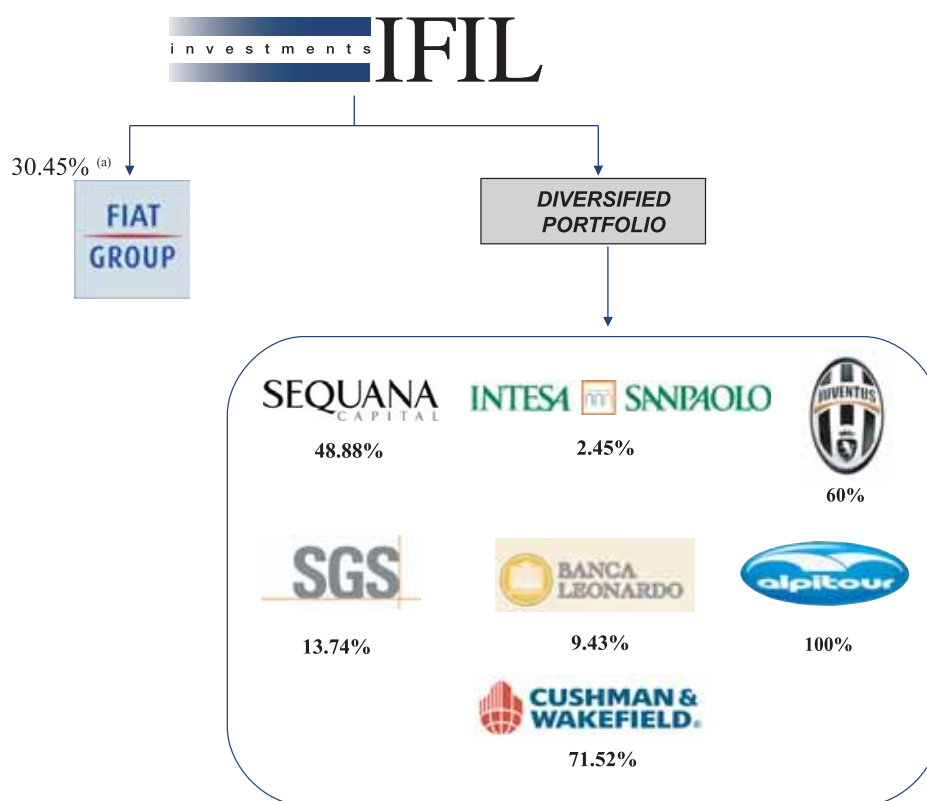 investments IFIL
30.45% (a)
FIAT
GROUP
DIVERSIFIED
PORTFOLIO
SEQUANA
CAPITAL
48.88%
INTESA SANPAOLO
2.45%
JUVENTUS
60%
SGS
13.74%
BANCA
LEONARDO
9.43%
alpitour
100%
CUSHMAN &
WAKEFIELD®
71.52%